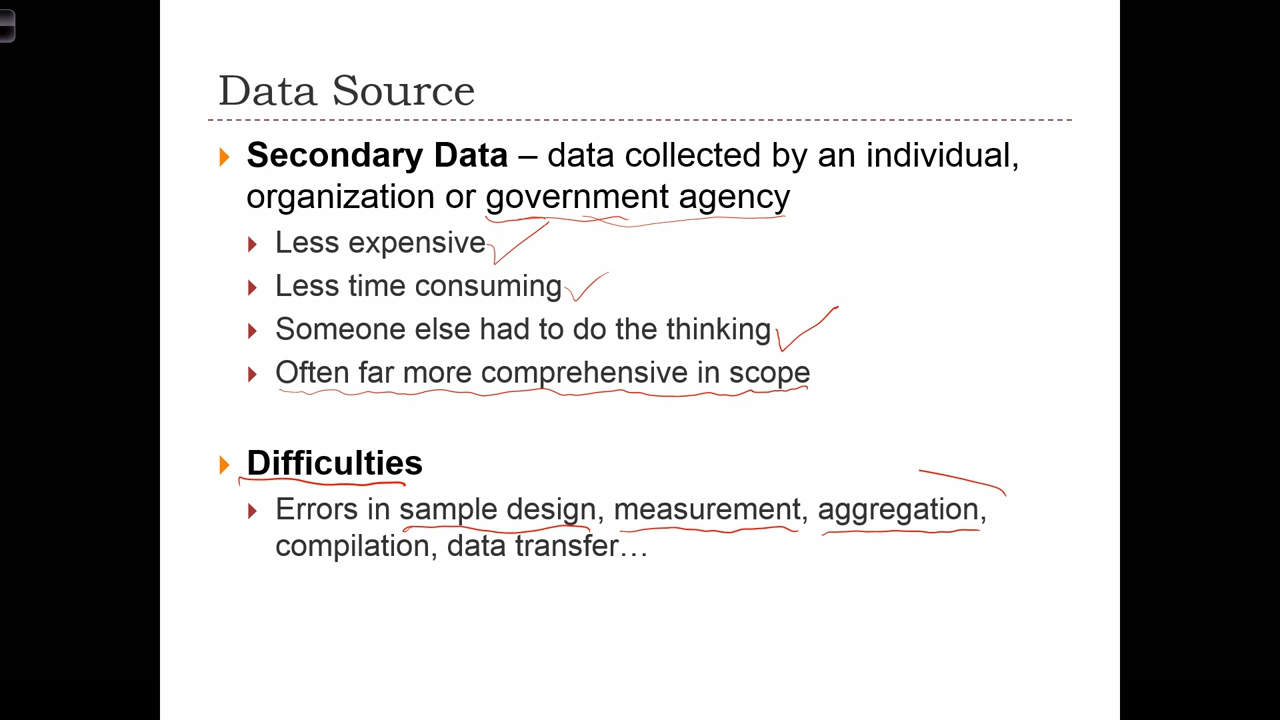 Data Source
Secondary Data – data collected by an individual,
organization or government agency
Less expensive
Less time consuming
Someone else had to do the thinking
Often far more comprehensive in scope
Difficulties
Errors in sample design, measurement, aggregation,
compilation, data transfer…